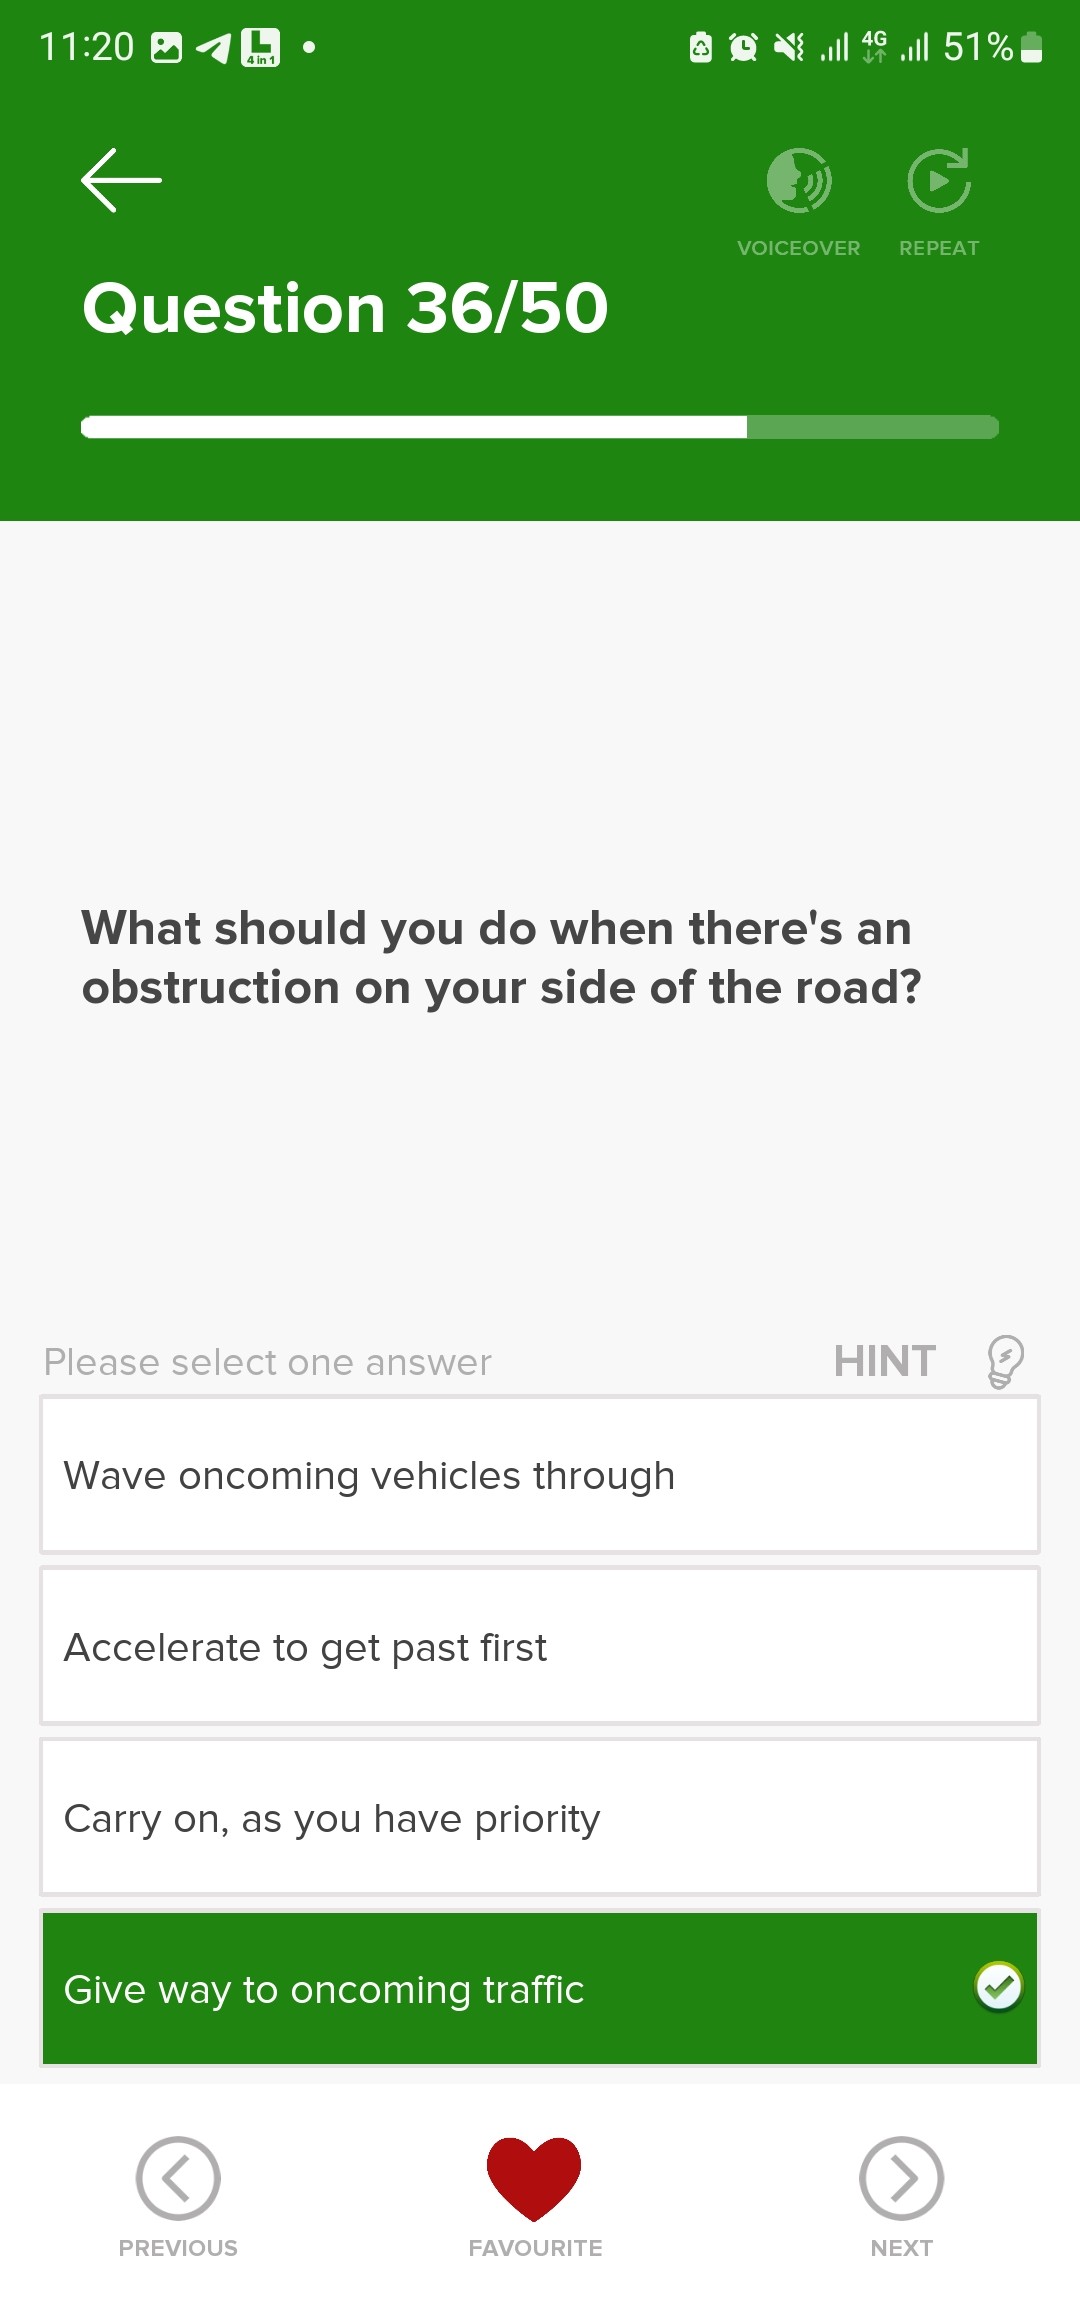 11:20
4 in 1
4G
51%
VOICEOVER
REPEAT
Question 36/50
What should you do when there's an
obstruction on your side of the road?
Please select one answer
HINT
Wave oncoming vehicles through
Accelerate to get past first
Carry on, as you have priority
Give way to oncoming traffic
PREVIOUS
FAVOURITE
NEXT